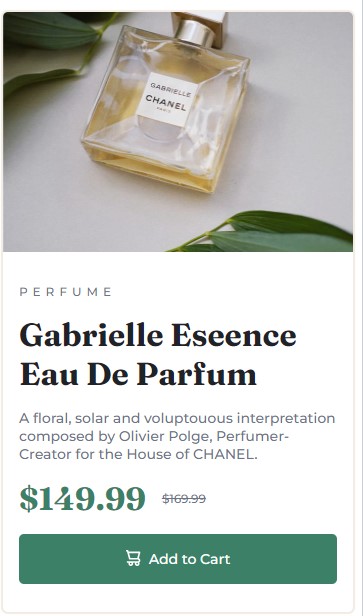 GABRIELLE
CHANEL
PARIS
PERFUME
Gabrielle Eseence
Eau De Parfum
A floral, solar and voluptouous interpretation
composed by Olivier Polge, Perfumer-
Creator for the House of CHANEL.
$149.99 $169.99
Add to Cart